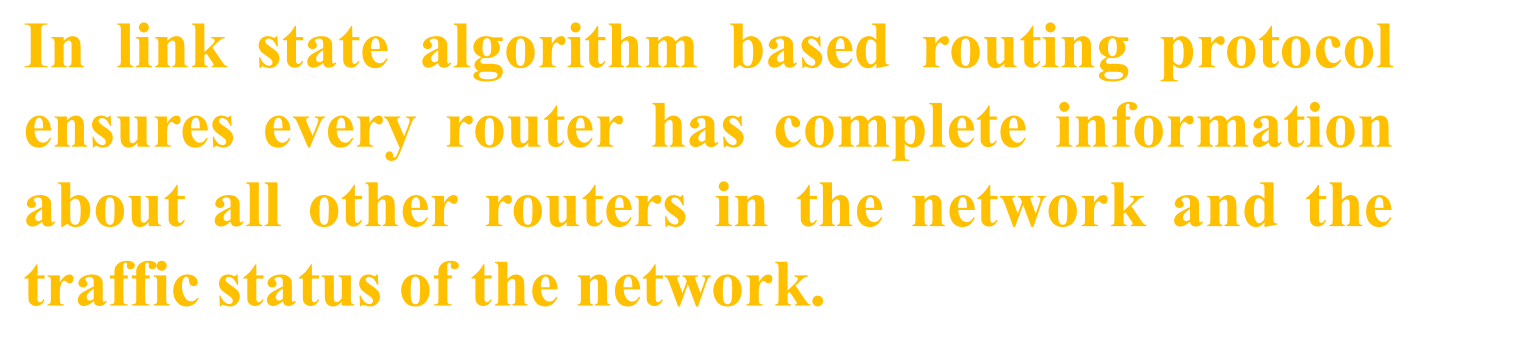 In link state algorithm based routing protocol
ensures every router has complete information
about all other routers in the network and the
traffic status of the network.